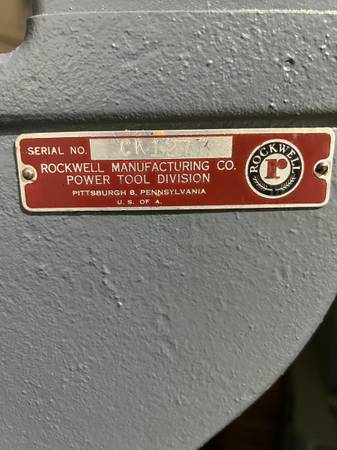 SERIAL NO.
ROCKWELL MANUFACTURING CO.
POWER TOOL DIVISION
PITTSBURGH 8, PENNSYLVANIA
U. S. OF A.
ROCKWELL
r